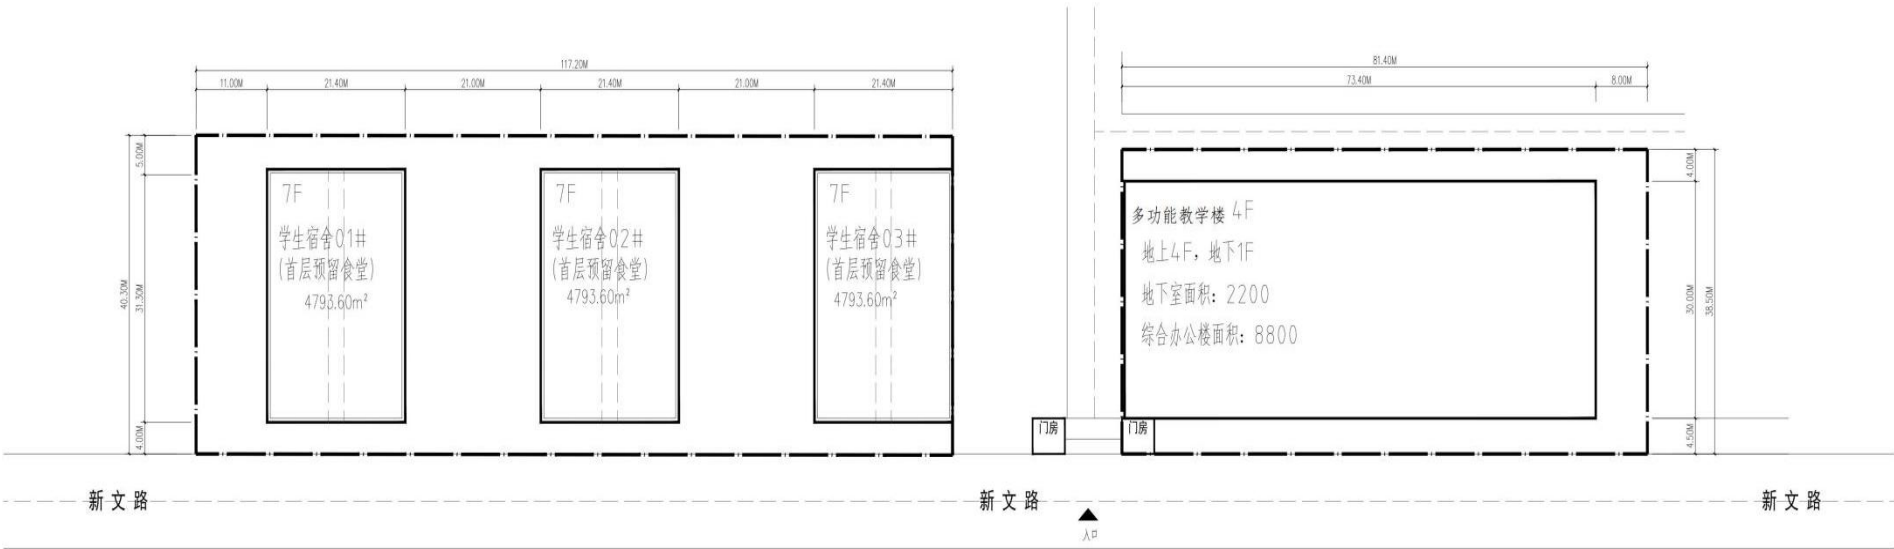 117.20M
11.00M
21.40M
21.00M
21.40M
21.00M
21.40M
81.40M
73.40M
8.00M
5.00M
31.30M
4.00M
40.30M
7F
学生宿舍01#
(首层预留食堂)
4793.60m²
7F
学生宿舍02#
(首层预留食堂)
4793.60m²
7F
学生宿舍03#
(首层预留食堂)
4793.60m²
多功能教学楼 4F
地上4F，地下1F
地下室面积：2200
综合办公楼面积：8800
4.00M
30.00M
4.50M
38.50M
门房
门房
新文路
新文路
新文路
入口